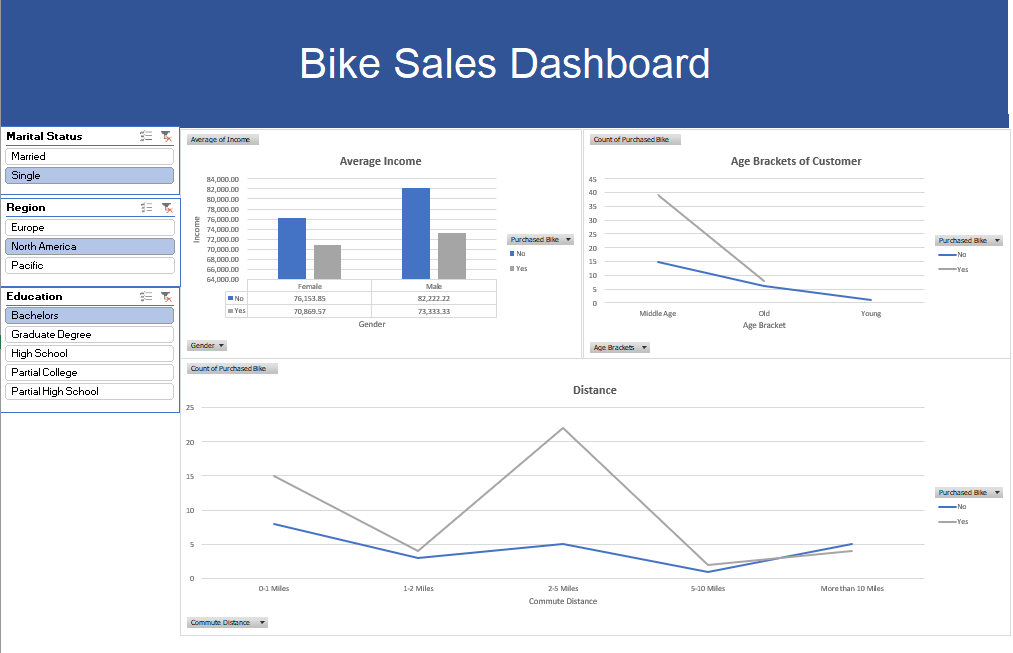 Bike Sales Dashboard
Marital Status
Married
Single
Region
Europe
North America
Pacific
Education
Bachelors
Graduate Degree
High School
Partial College
Partial High School
Average of Income
Average Income
84,000.00
82,000.00
80,000.00
78,000.00
76,000.00
74,000.00
72,000.00
70,000.00
68,000.00
66,000.00
64,000.00
Income
Female Male
No 76,153.85 82,222.22
Yes 70,869.57 73,333.33
Gender
Purchased Bike
No
Yes
Gender
Count of Purchased Bike
Age Brackets of Customer
45
40
35
30
25
20
15
10
5
0
Middle Age Old Young
Age Bracket
Purchased Bike
No
Yes
Age Brackets
Count of Purchased Bike
Distance
25
20
15
10
5
0
0-1 Miles 1-2 Miles 2-5 Miles 5-10 Miles More than 10 Miles
Commute Distance
Purchased Bike
No
Yes
Commute Distance